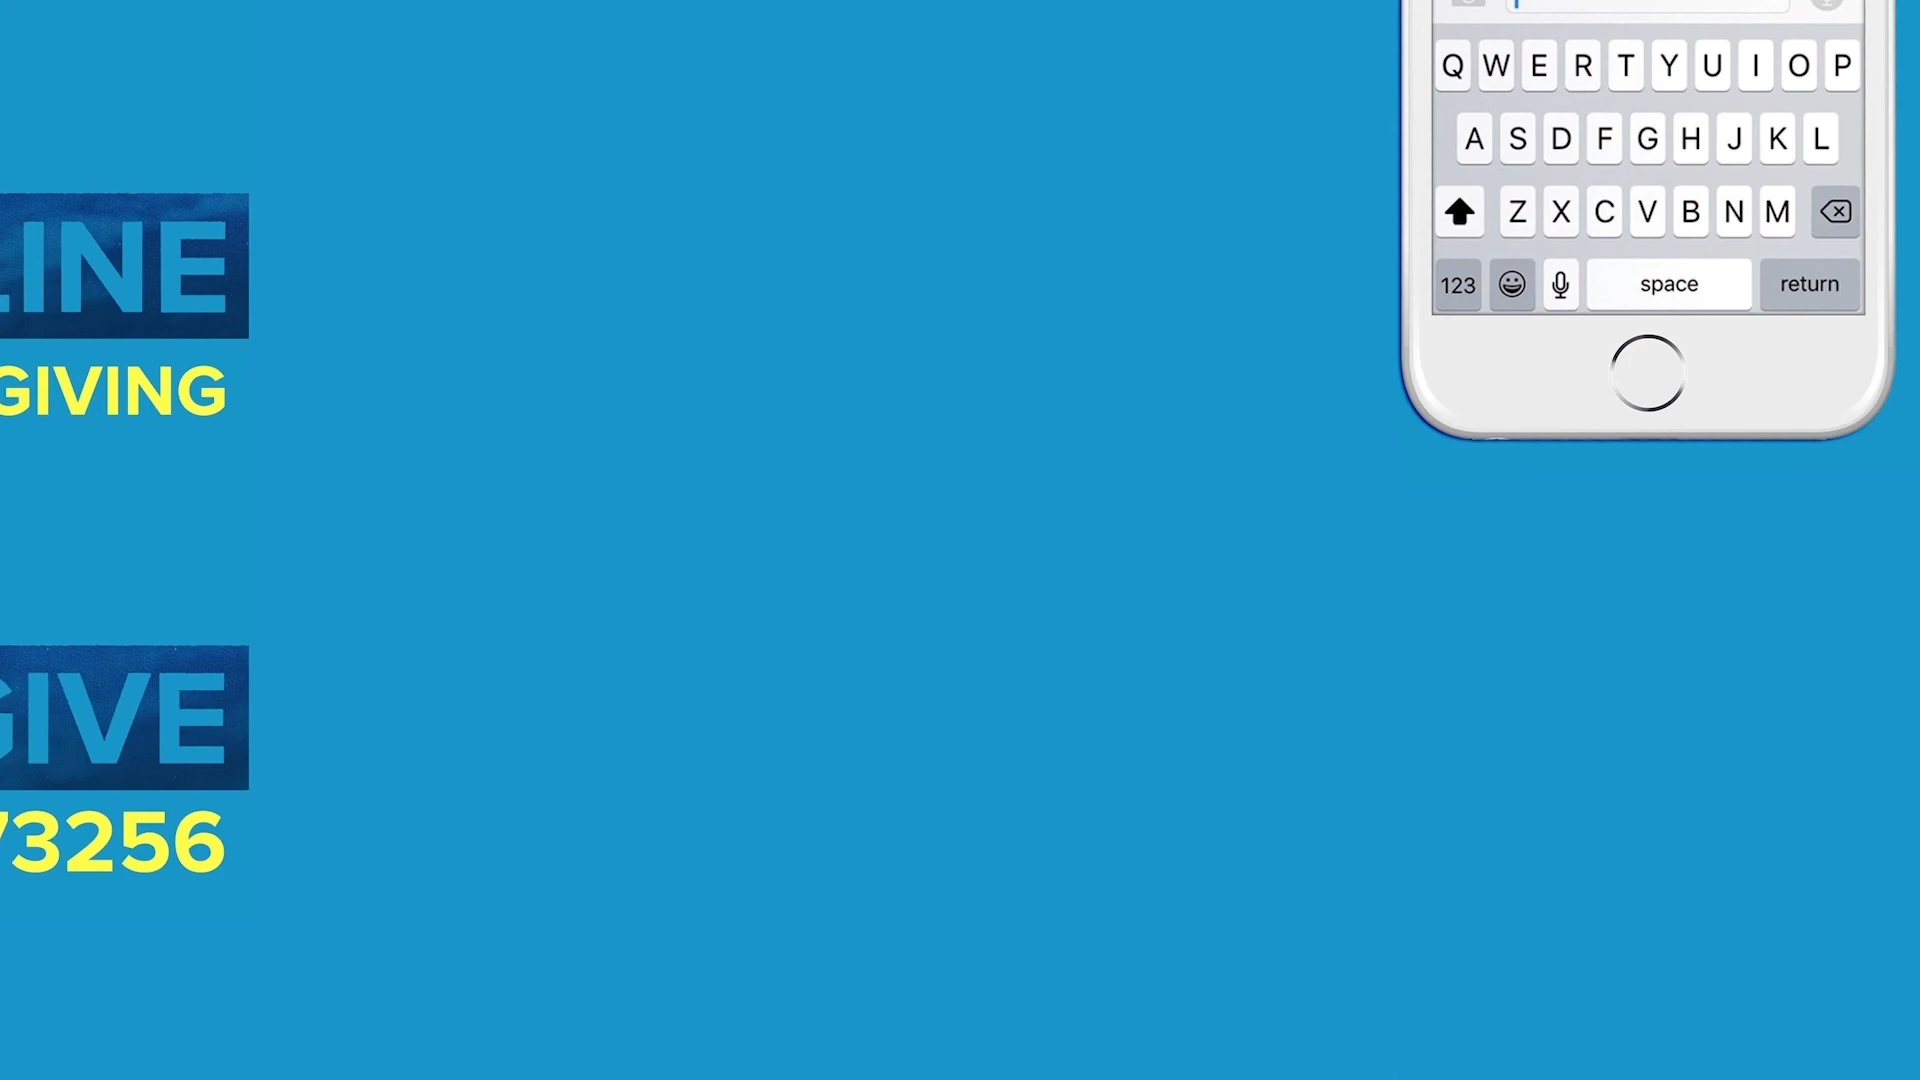 LINE
GIVING
GIVE
73256
Q W E R T Y U I O P
A S D F G H J K L
Z X C V B N M
123 space return